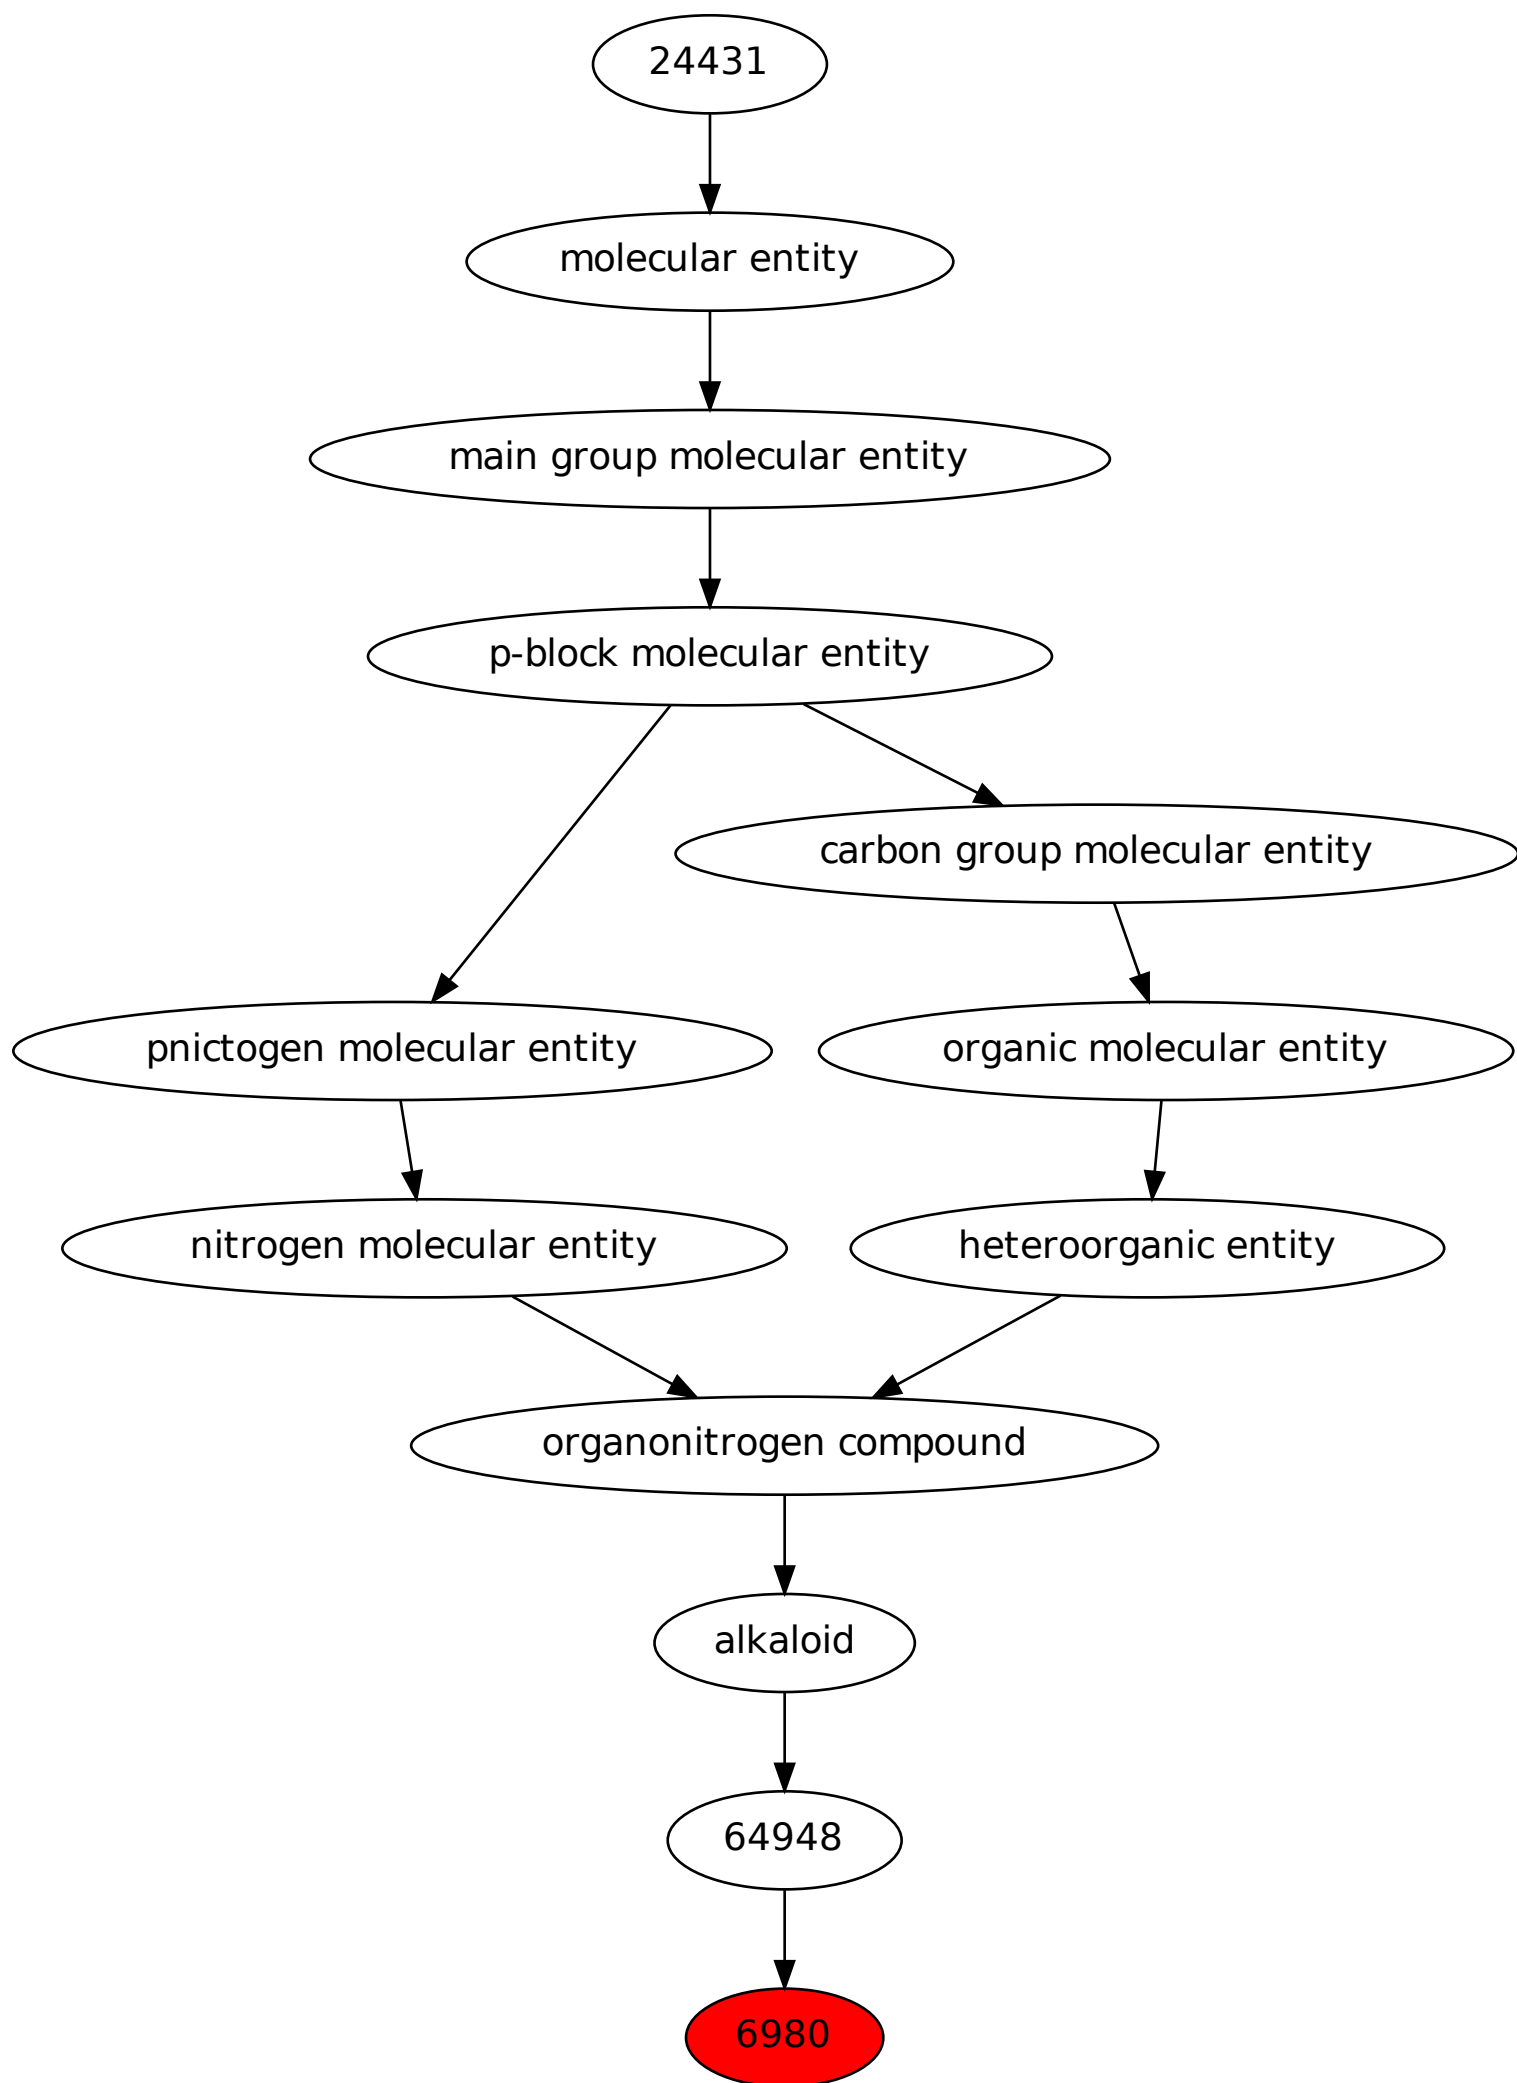 24431
molecular entity
main group molecular entity
p-block molecular entity
carbon group molecular entity
pnictogen molecular entity
organic molecular entity
nitrogen molecular entity
heteroorganic entity
organonitrogen compound
alkaloid
64948
6980